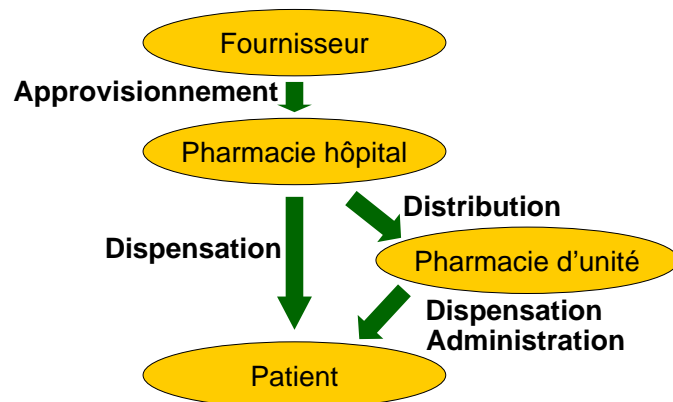 Fournisseur
Approvisionnement
Pharmacie hôpital
Distribution
Dispensation
Pharmacie d'unité
Dispensation
Administration
Patient